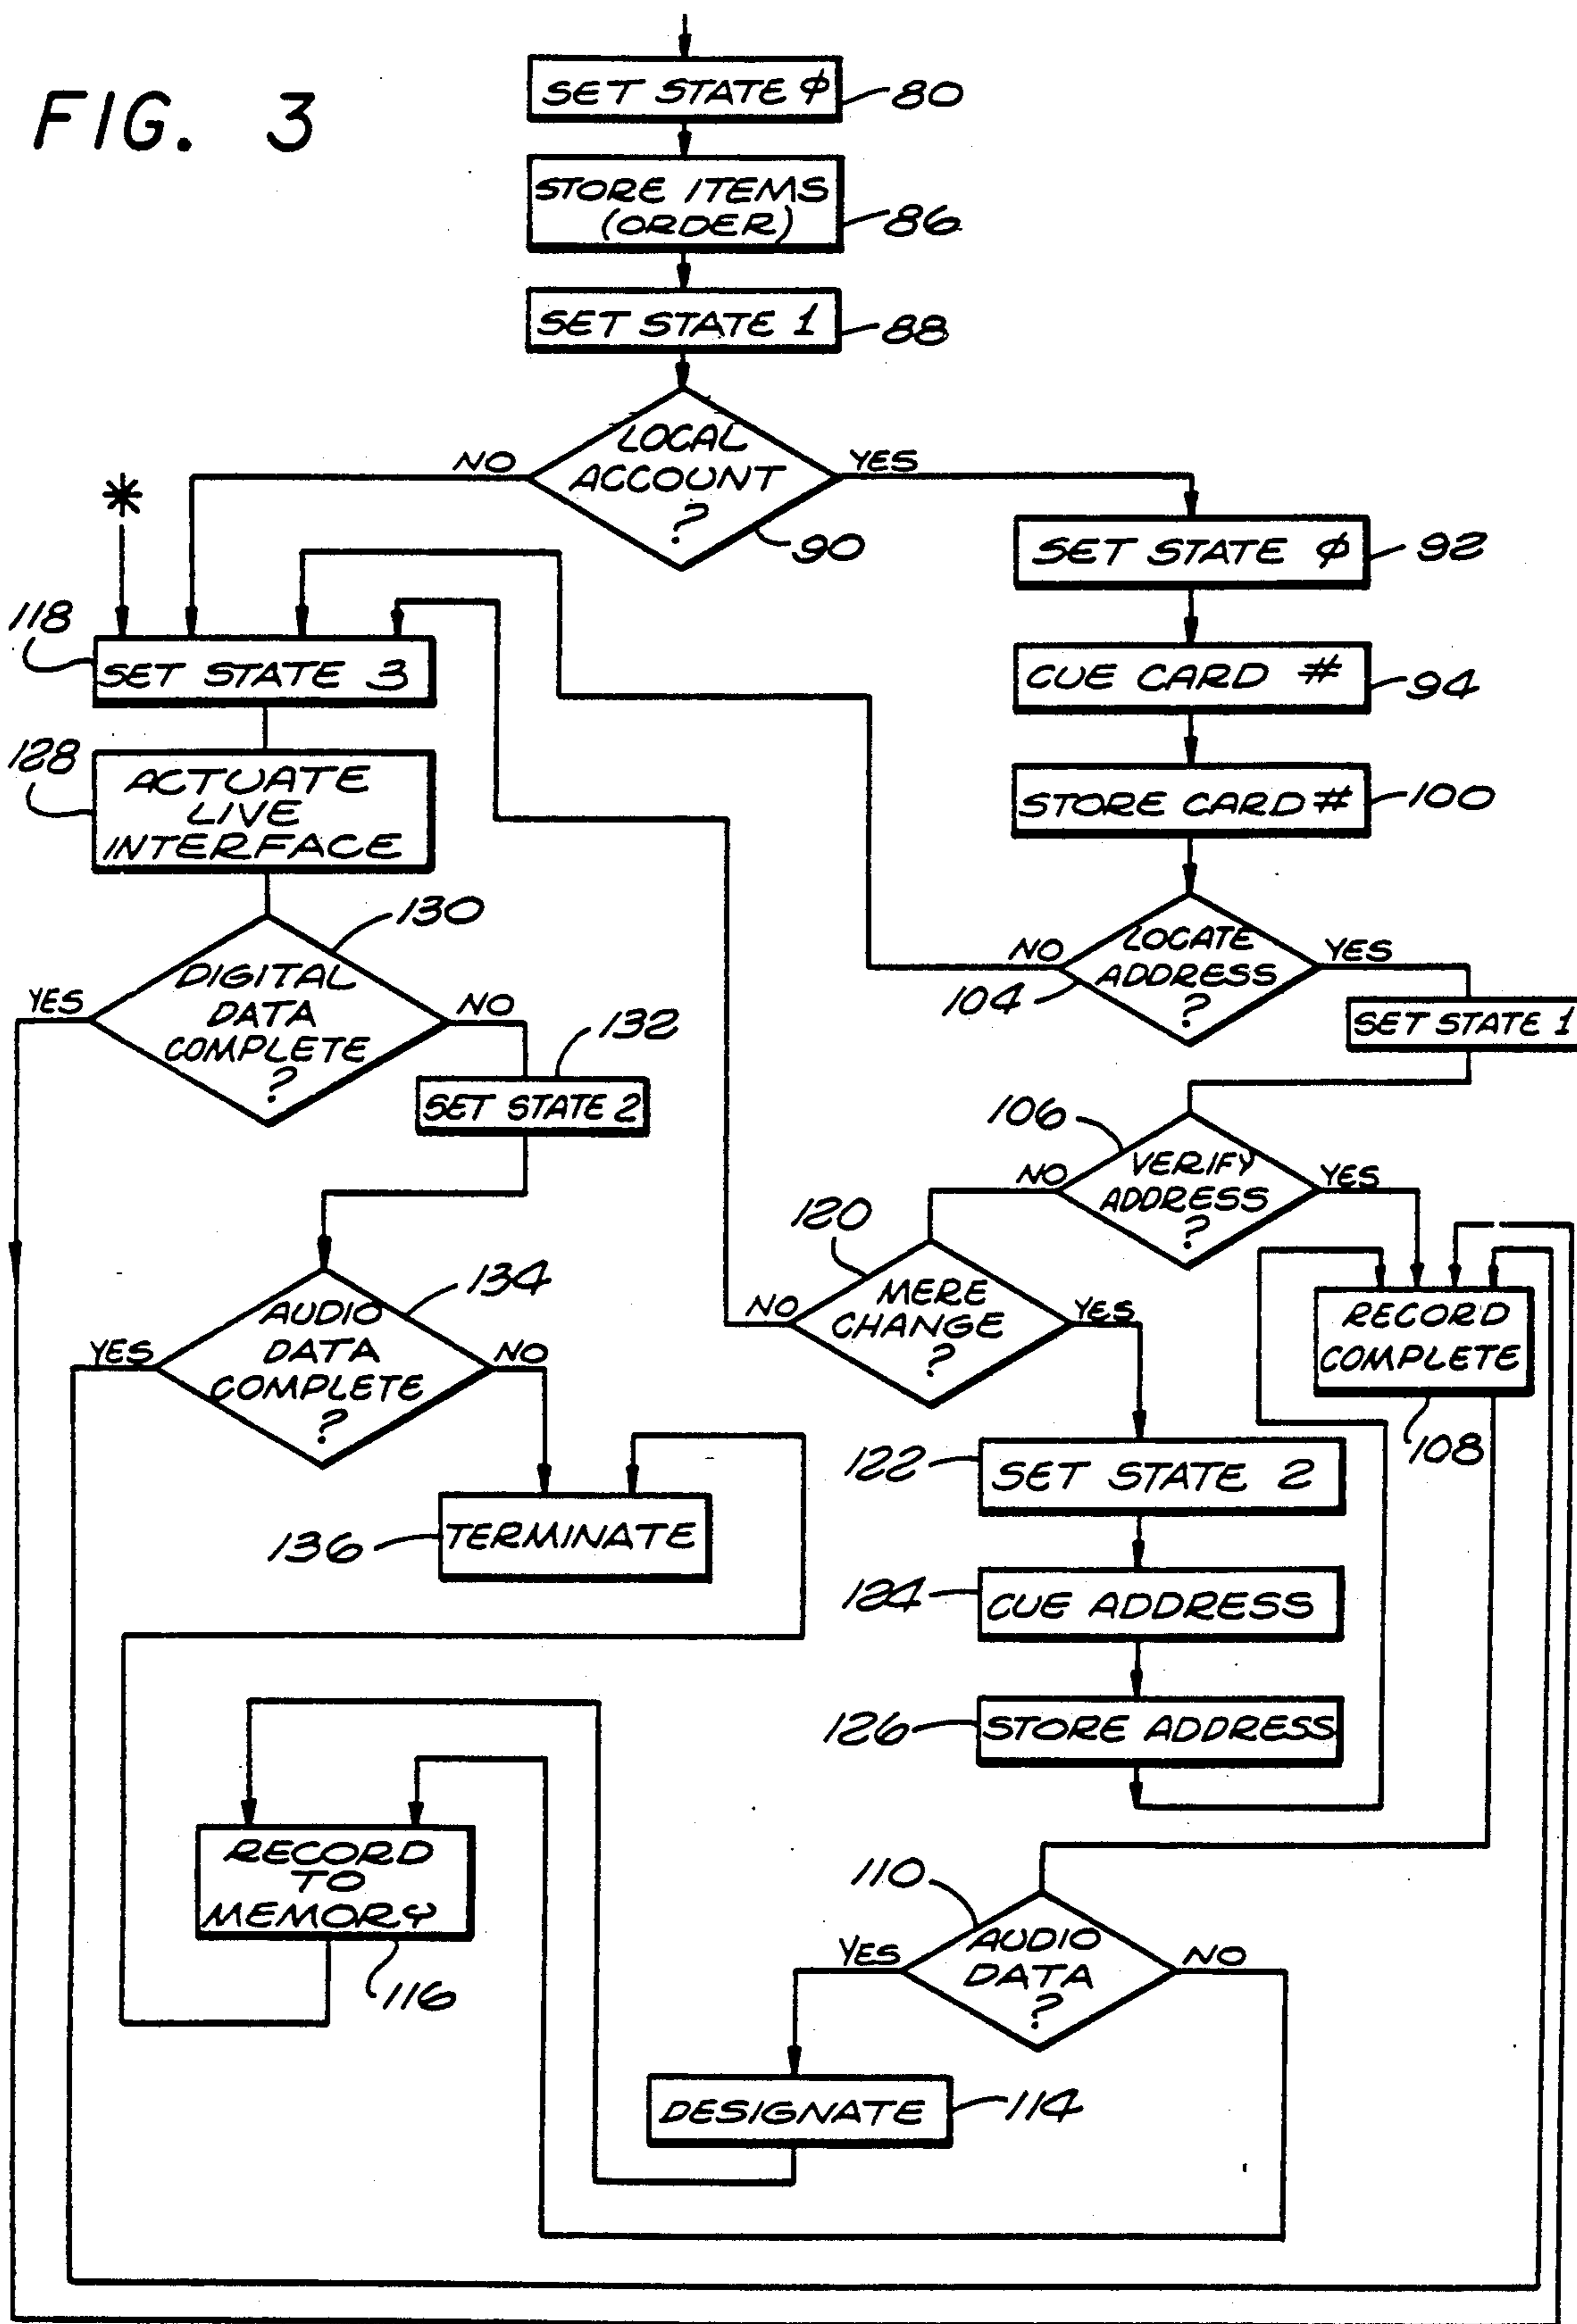 FIG. 3
SET STATE φ
80
STORE ITEMS
(ORDER)
86
SET STATE 1
88
LOCAL
ACCOUNT
?
90
NO
YES
*
SET STATE φ
92
118
SET STATE 3
CUE CARD #
94
128
ACTUATE
LIVE
INTERFACE
STORE CARD #
100
130
DIGITAL
DATA
COMPLETE
?
YES
NO
LOCATE
ADDRESS
?
104
NO
YES
SET STATE 1
132
SET STATE 2
106
VERIFY
ADDRESS
?
NO
YES
120
MERE
CHANGE
?
NO
YES
RECORD
COMPLETE
108
134
AUDIO
DATA
COMPLETE
?
YES
NO
122
SET STATE 2
136
TERMINATE
124
CUE ADDRESS
126
STORE ADDRESS
RECORD
TO
MEMORY
116
110
AUDIO
DATA
?
YES
NO
DESIGNATE
114